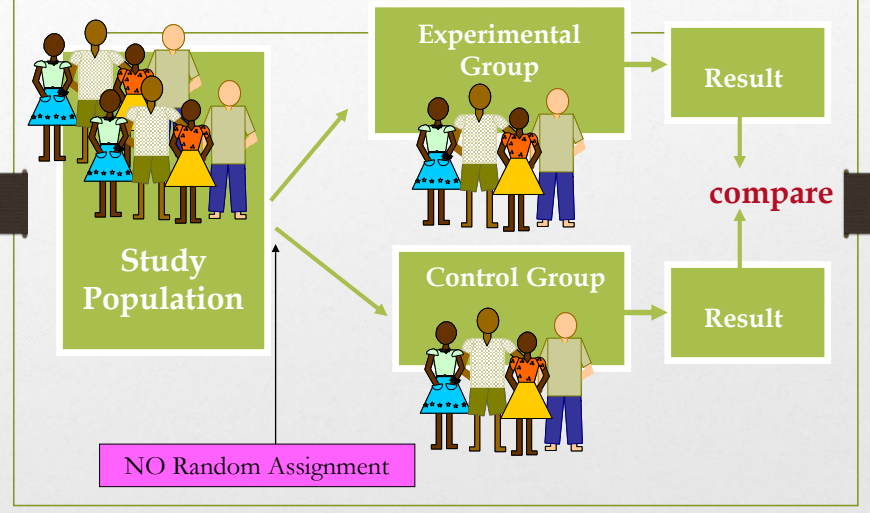 Experimental
Group
Result
compare
Study
Population
Control Group
Result
NO Random Assignment